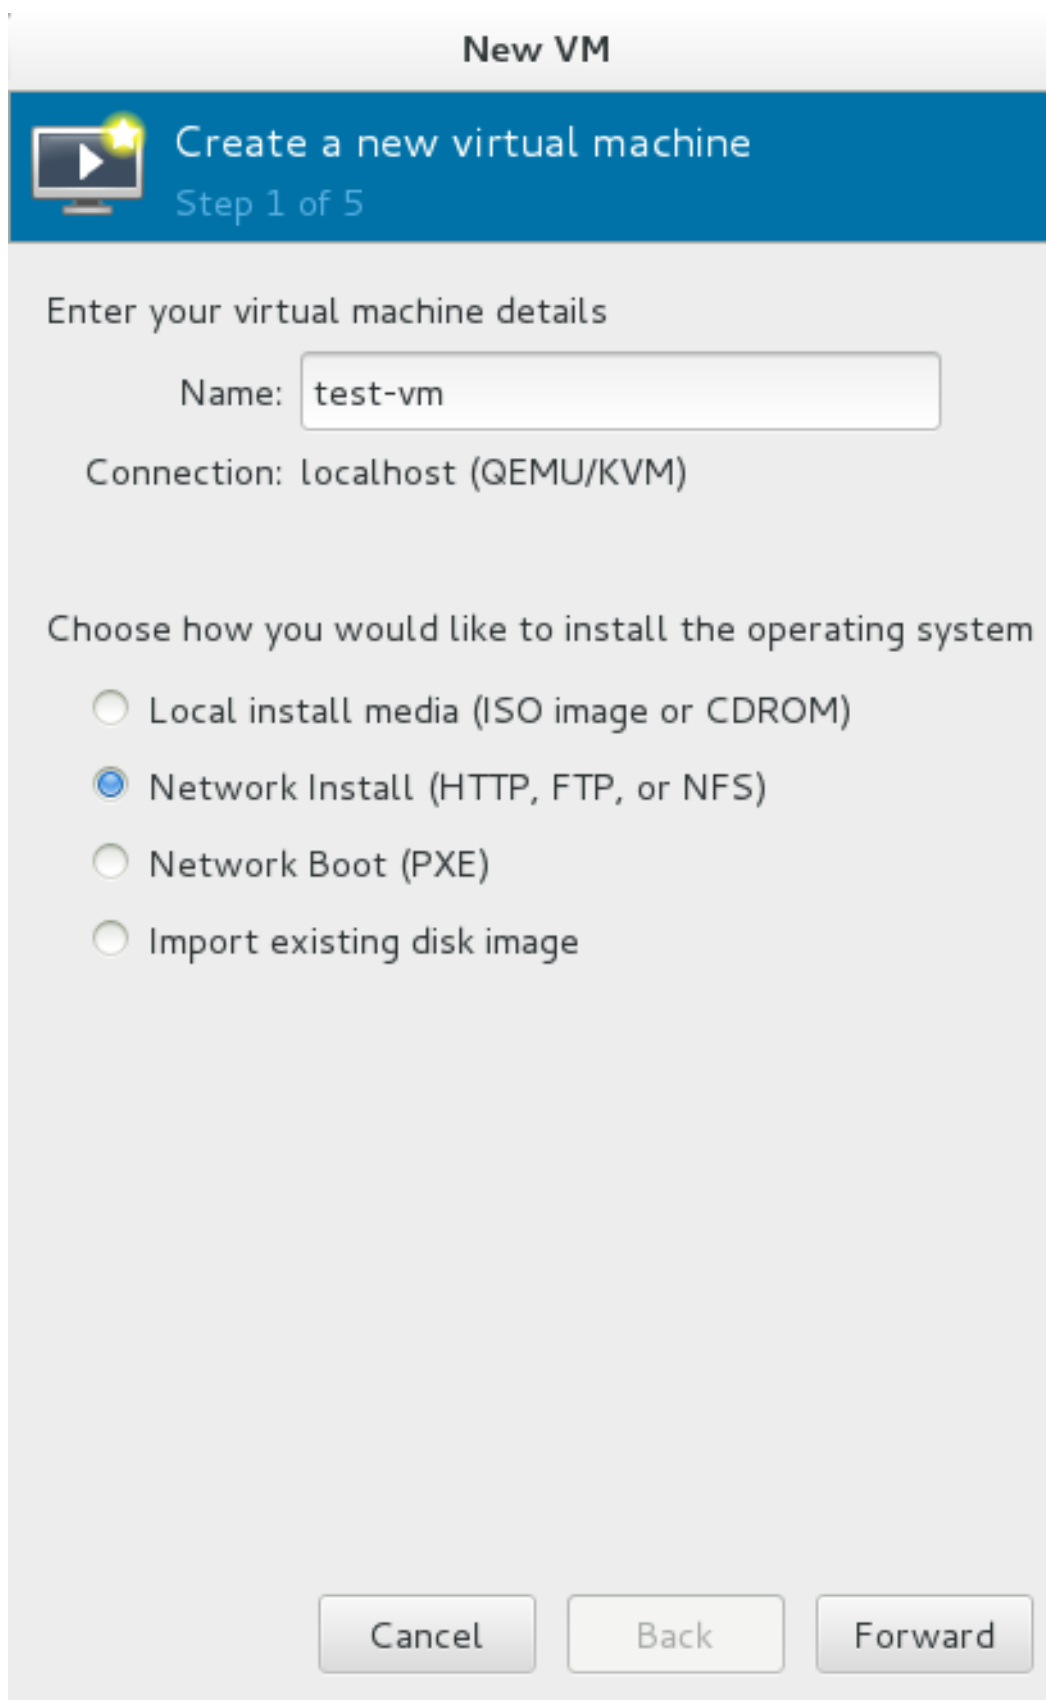 New VM
Create a new virtual machine
Step 1 of 5
Enter your virtual machine details
Name: test-vm
Connection: localhost (QEMU/KVM)
Choose how you would like to install the operating system
Local install media (ISO image or CDROM)
Network Install (HTTP, FTP, or NFS)
Network Boot (PXE)
Import existing disk image
Cancel Back Forward